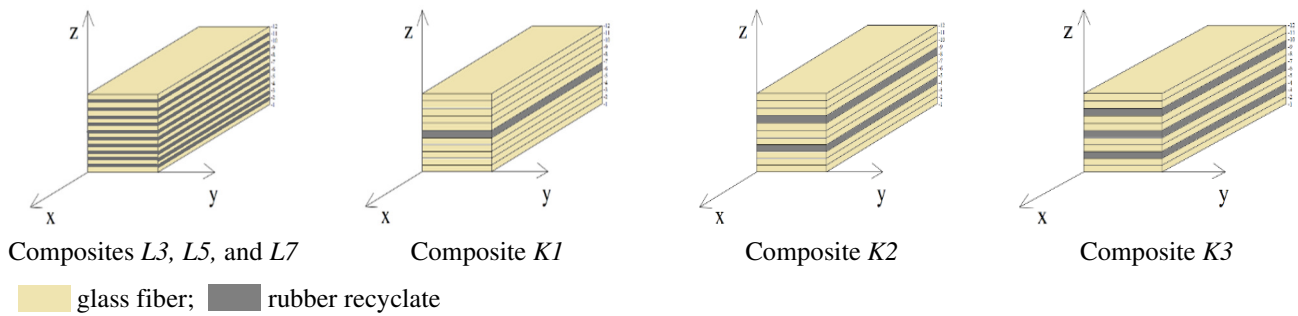 z z z z
y y y y
x x x x
Composites L3, L5, and L7 Composite K1 Composite K2 Composite K3
glass fiber; rubber recyclate